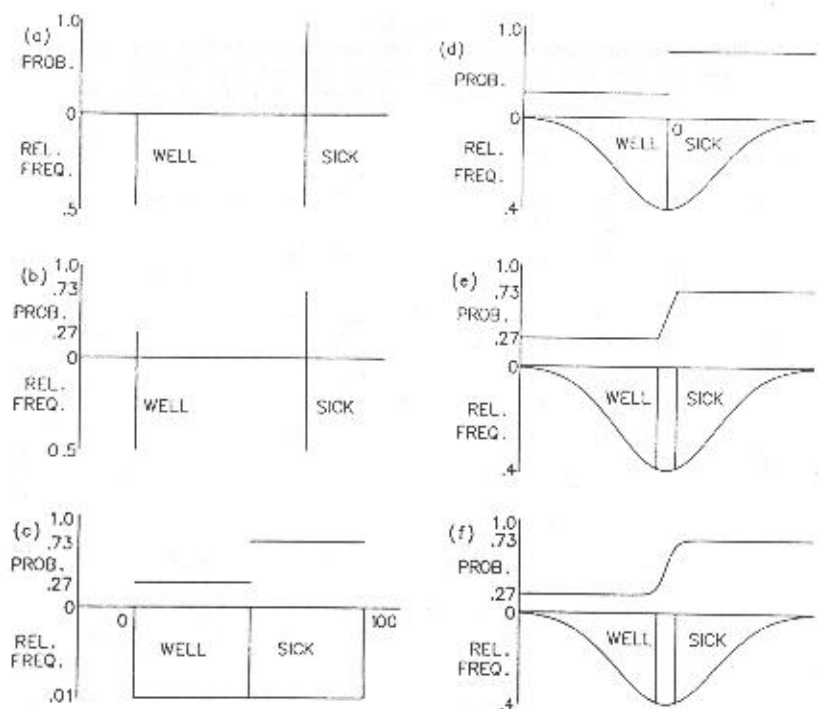 (a)
1.0
PROB.
0
REL.
FREQ.
WELL
SICK
.5
(b)
1.0
.73
PROB.
.27
0
REL.
FREQ.
WELL
SICK
0.5
(c)
1.0
.73
PROB.
.27
0
0
100
REL.
FREQ.
WELL
SICK
.01
(d)
1.0
PROB.
0
0
REL.
FREQ.
WELL
SICK
.4
(e)
1.0
.73
PROB.
.27
0
REL.
FREQ.
WELL
SICK
.4
(f)
1.0
.73
PROB.
.27
0
REL.
FREQ.
WELL
SICK
.4